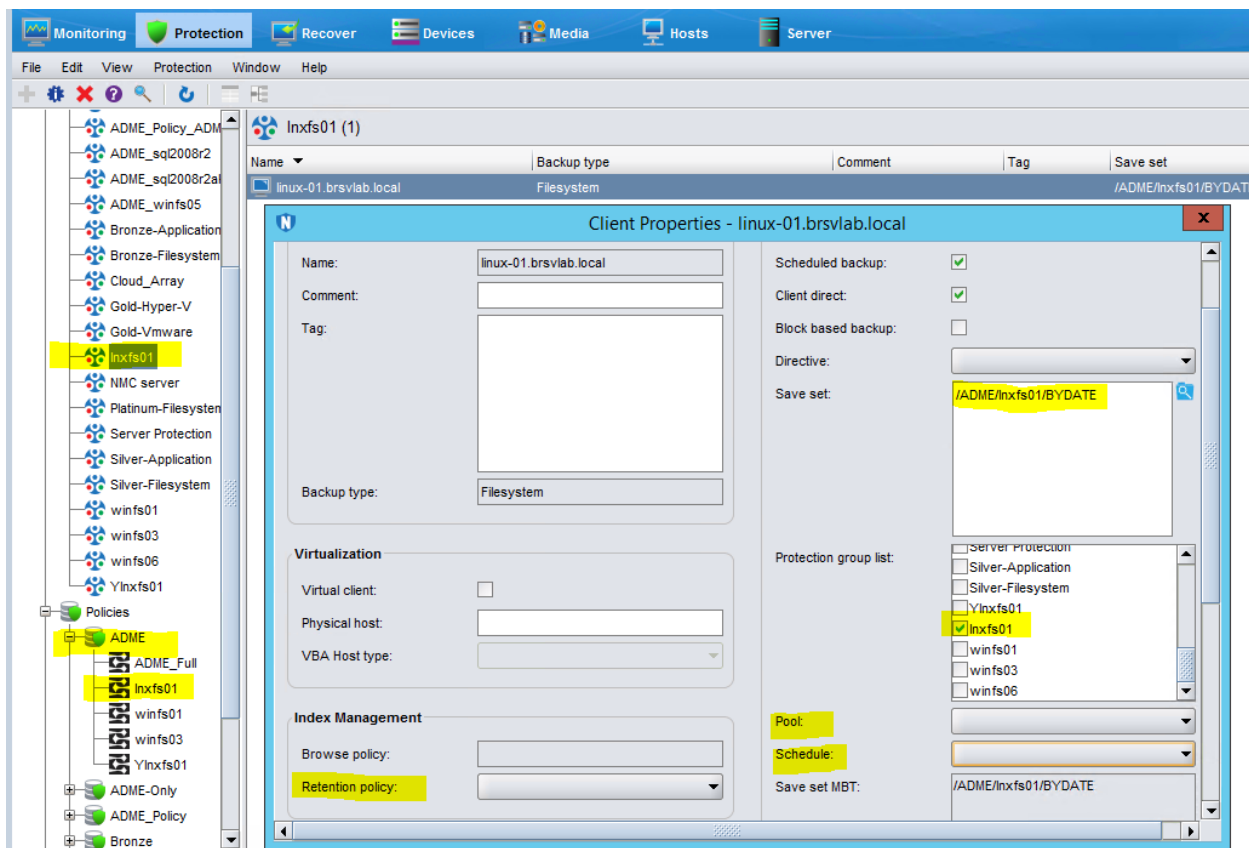 Monitoring Protection Recover Devices Media Hosts Server
File Edit View Protection Window Help
ADME_Policy_ADM
ADME_sql2008r2
ADME_sql2008r2al
ADME_winfs05
Bronze-Application
Bronze-Filesystem
Cloud_Array
Gold-Hyper-V
Gold-Vmware
lnxfs01
NMC server
Platinum-Filesysten
Server Protection
Silver-Application
Silver-Filesystem
winfs01
winfs03
winfs06
Ylnxfs01
Policies
ADME
ADME_Full
lnxfs01
winfs01
winfs03
Ylnxfs01
ADME-Only
ADME_Policy
Bronze
lnxfs01 (1)
Name Backup type Comment Tag Save set
linux-01.brsvlab.local Filesystem /ADME/lnxfs01/BYDATE
N Client Properties - linux-01.brsvlab.local x
Name: linux-01.brsvlab.local
Comment:
Tag:
Backup type: Filesystem
Virtualization
Virtual client:
Physical host:
VBA Host type:
Index Management
Browse policy:
Retention policy:
Scheduled backup:
Client direct:
Block based backup:
Directive:
Save set: /ADME/lnxfs01/BYDATE
Protection group list:
Server Protection
Silver-Application
Silver-Filesystem
Ylnxfs01
lnxfs01
winfs01
winfs03
winfs06
Pool:
Schedule:
Save set MBT: /ADME/lnxfs01/BYDATE